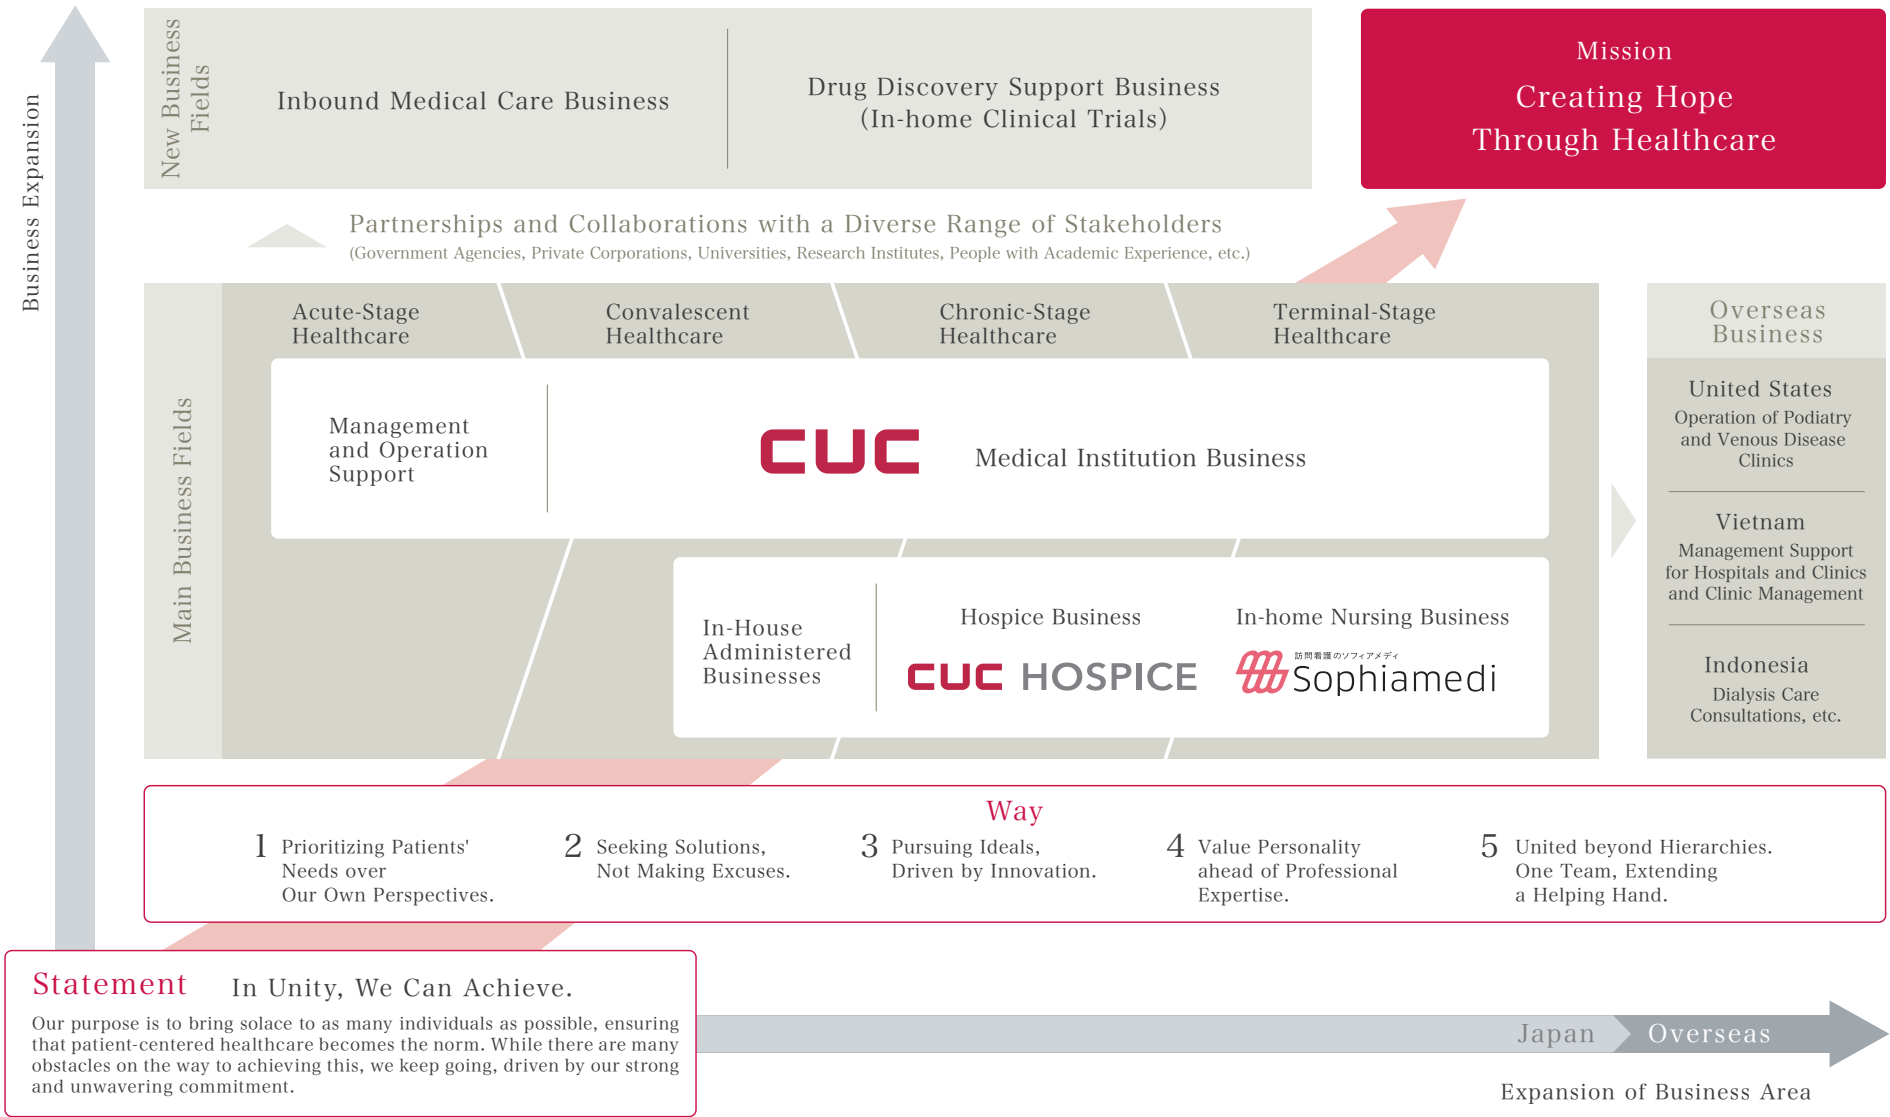 Business Expansion
New Business
Fields
Inbound Medical Care Business
Drug Discovery Support Business
(In-home Clinical Trials)
Mission
Creating Hope
Through Healthcare
Partnerships and Collaborations with a Diverse Range of Stakeholders
(Government Agencies, Private Corporations, Universities, Research Institutes, People with Academic Experience, etc.)
Main Business Fields
Acute-Stage
Healthcare
Convalescent
Healthcare
Chronic-Stage
Healthcare
Terminal-Stage
Healthcare
Management
and Operation
Support
CUC
Medical Institution Business
In-House
Administered
Businesses
Hospice Business
CUC HOSPICE
In-home Nursing Business
訪問看護のソフィアメディ
Sophiamedi
Overseas
Business
United States
Operation of Podiatry
and Venous Disease
Clinics
Vietnam
Management Support
for Hospitals and Clinics
and Clinic Management
Indonesia
Dialysis Care
Consultations, etc.
Way
1 Prioritizing Patients'
Needs over
Our Own Perspectives.
2 Seeking Solutions,
Not Making Excuses.
3 Pursuing Ideals,
Driven by Innovation.
4 Value Personality
ahead of Professional
Expertise.
5 United beyond Hierarchies.
One Team, Extending
a Helping Hand.
Statement In Unity, We Can Achieve.
Our purpose is to bring solace to as many individuals as possible, ensuring
that patient-centered healthcare becomes the norm. While there are many
obstacles on the way to achieving this, we keep going, driven by our strong
and unwavering commitment.
Japan
Overseas
Expansion of Business Area